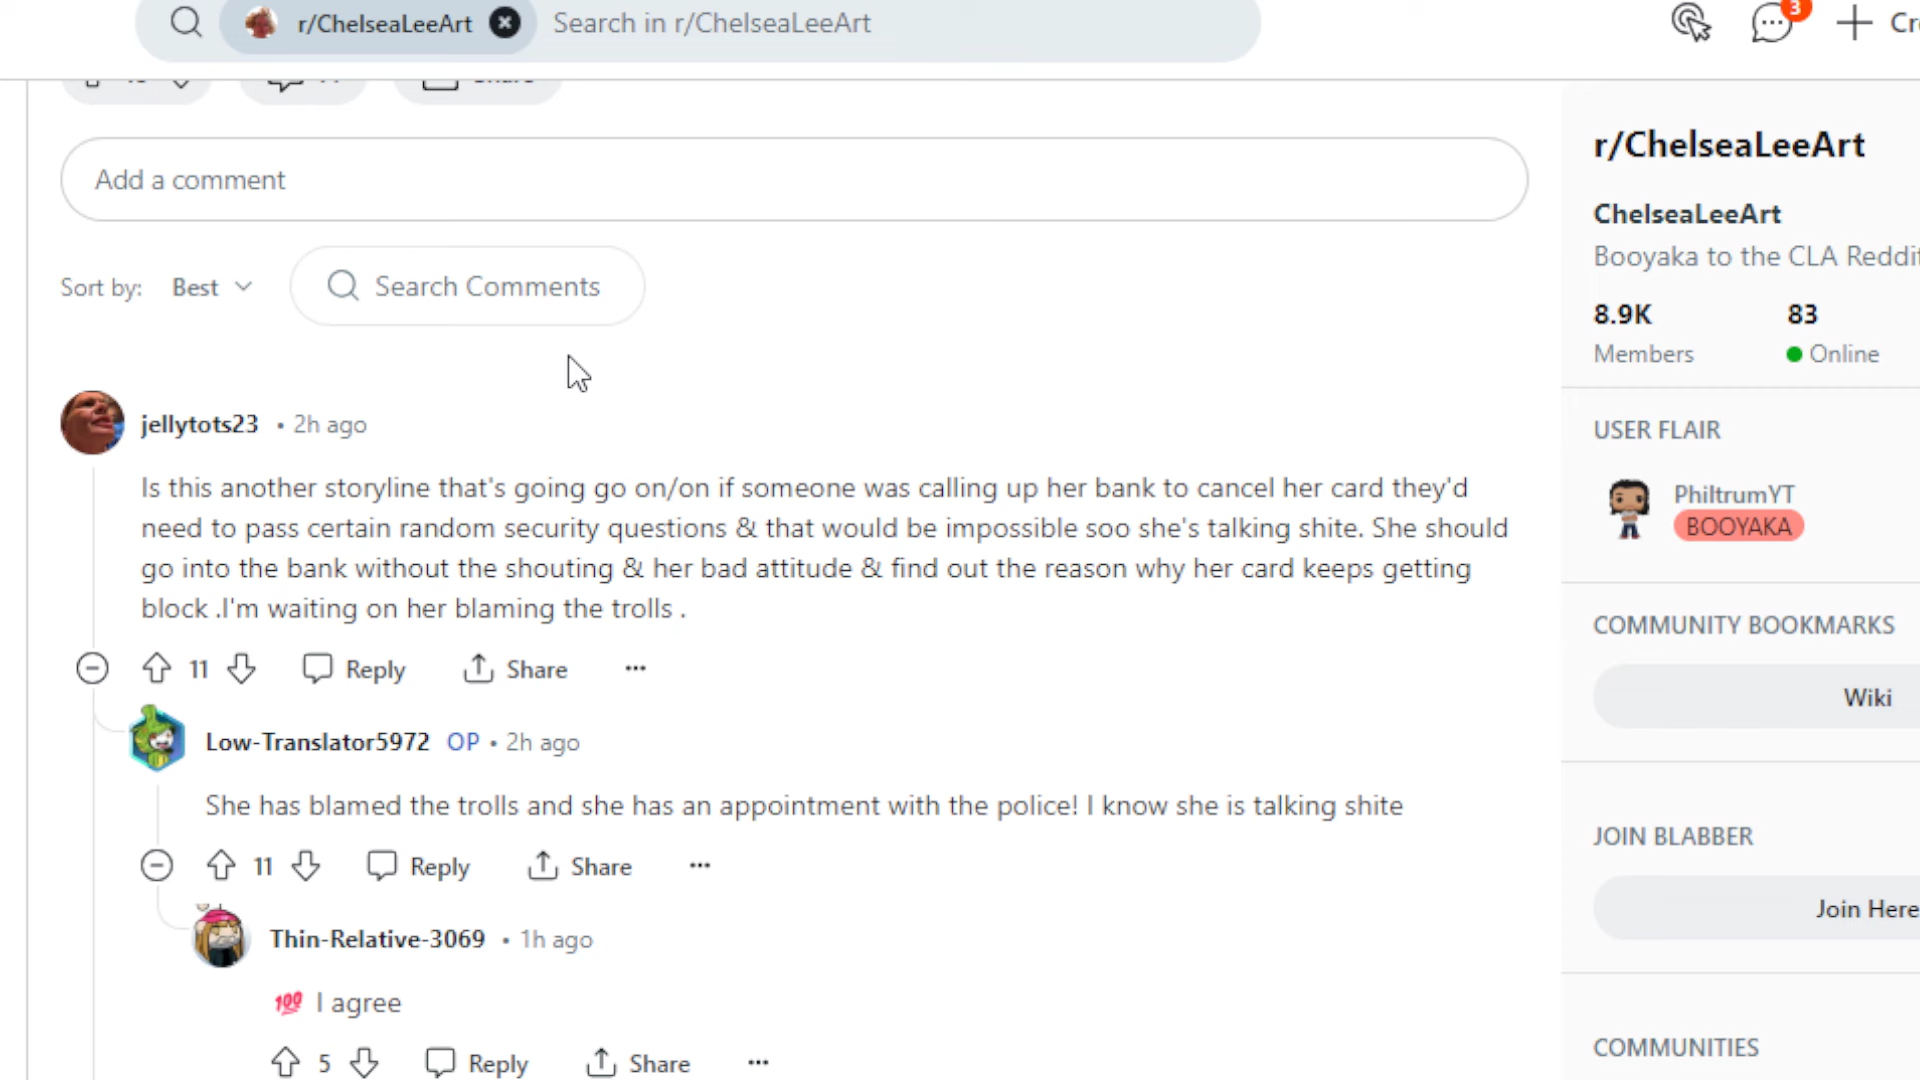 r/ChelseaLeeArt Search in r/ChelseaLeeArt 3
Add a comment
Sort by: Best Search Comments
jellytots23 • 2h ago
Is this another storyline that's going go on/on if someone was calling up her bank to cancel her card they'd
need to pass certain random security questions & that would be impossible soo she's talking shite. She should
go into the bank without the shouting & her bad attitude & find out the reason why her card keeps getting
block .I'm waiting on her blaming the trolls .
11 Reply Share ...
Low-Translator5972 OP • 2h ago
She has blamed the trolls and she has an appointment with the police! I know she is talking shite
11 Reply Share ...
Thin-Relative-3069 • 1h ago
💯 I agree
5 Reply Share ...
r/ChelseaLeeArt
ChelseaLeeArt
Booyaka to the CLA Reddit
8.9K 83
Members Online
USER FLAIR
PhiltrumYT
BOOYAKA
COMMUNITY BOOKMARKS
Wiki
JOIN BLABBER
Join Here
COMMUNITIES